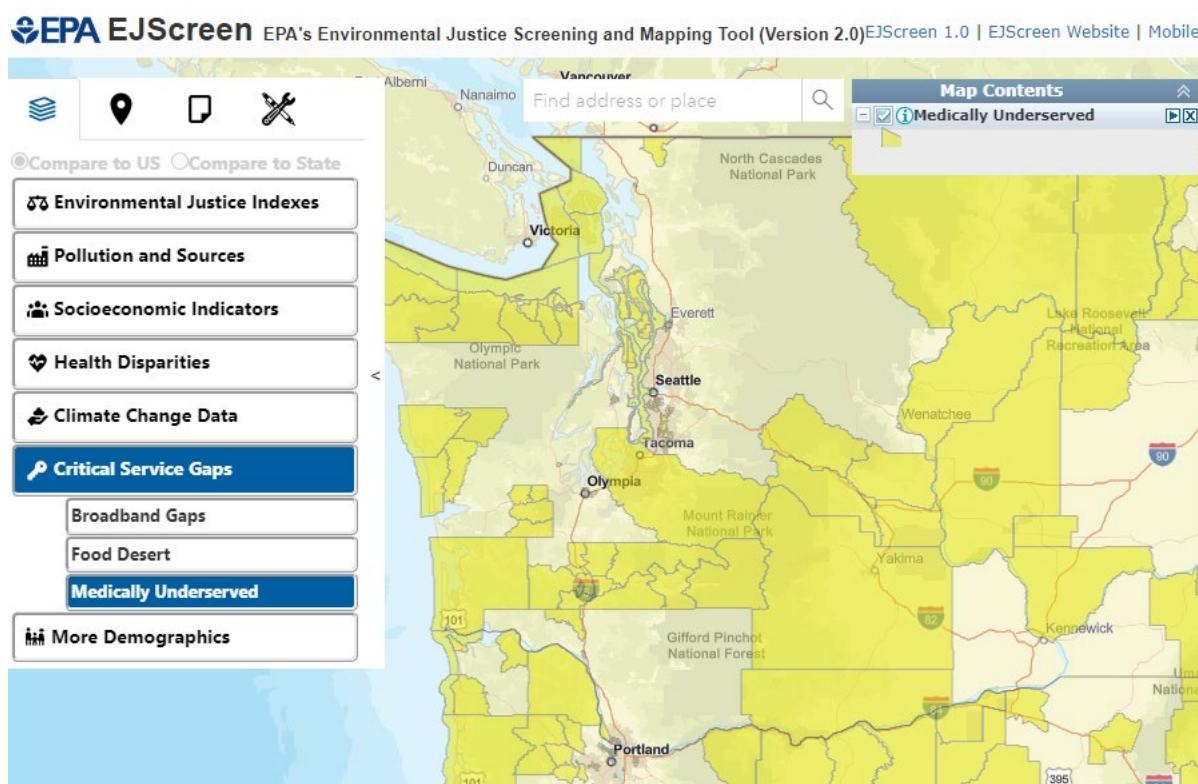 EPA EJScreen EPA's Environmental Justice Screening and Mapping Tool (Version 2.0) EJScreen 1.0 | EJScreen Website | Mobile
Find address or place
Compare to US Compare to State
Environmental Justice Indexes
Pollution and Sources
Socioeconomic Indicators
Health Disparities
Climate Change Data
Critical Service Gaps
Broadband Gaps
Food Desert
Medically Underserved
More Demographics
<
Map Contents
Medically Underserved
Alberni
Vancouver
Nanaimo
Duncan
North Cascades
National Park
Victoria
Everett
Lake Roosevelt
National
Recreation Area
Olympic
National Park
Seattle
Wenatchee
Tacoma
90
90
Olympia
Mount Rainier
National Park
Yakima
101
82
Gifford Pinchot
National Forest
Kennewick
Nation
84
Portland
101
395